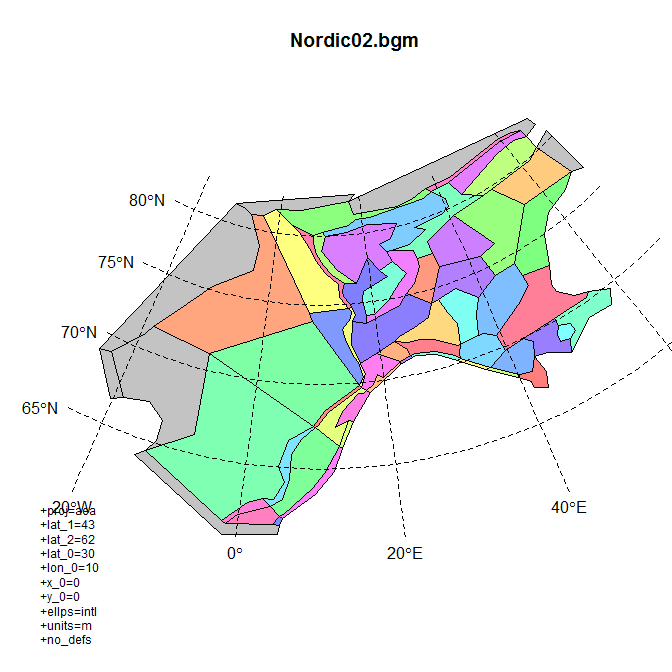 Nordic02.bgm
80°N
75°N
70°N
65°N
20°W
0°
20°E
40°E
+proj=aea
+lat_1=43
+lat_2=62
+lat_0=30
+lon_0=10
+x_0=0
+y_0=0
+ellps=intl
+units=m
+no_defs